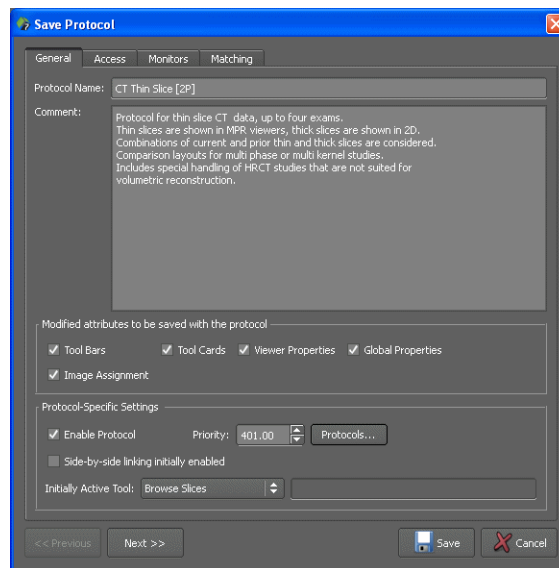 Save Protocol
General Access Monitors Matching
Protocol Name: CT Thin Slice [2P]
Comment:
Protocol for thin slice CT data, up to four exams.
Thin slices are shown in MPR viewers, thick slices are shown in 2D.
Combinations of current and prior thin and thick slices are considered.
Comparison layouts for multi phase or multi kernel studies.
Includes special handling of HRCT studies that are not suited for
volumetric reconstruction.
Modified attributes to be saved with the protocol
Tool Bars Tool Cards Viewer Properties Global Properties
Image Assignment
Protocol-Specific Settings
Enable Protocol Priority: 401.00 Protocols...
Side-by-side linking initially enabled
Initially Active Tool: Browse Slices
<< Previous Next >> Save Cancel